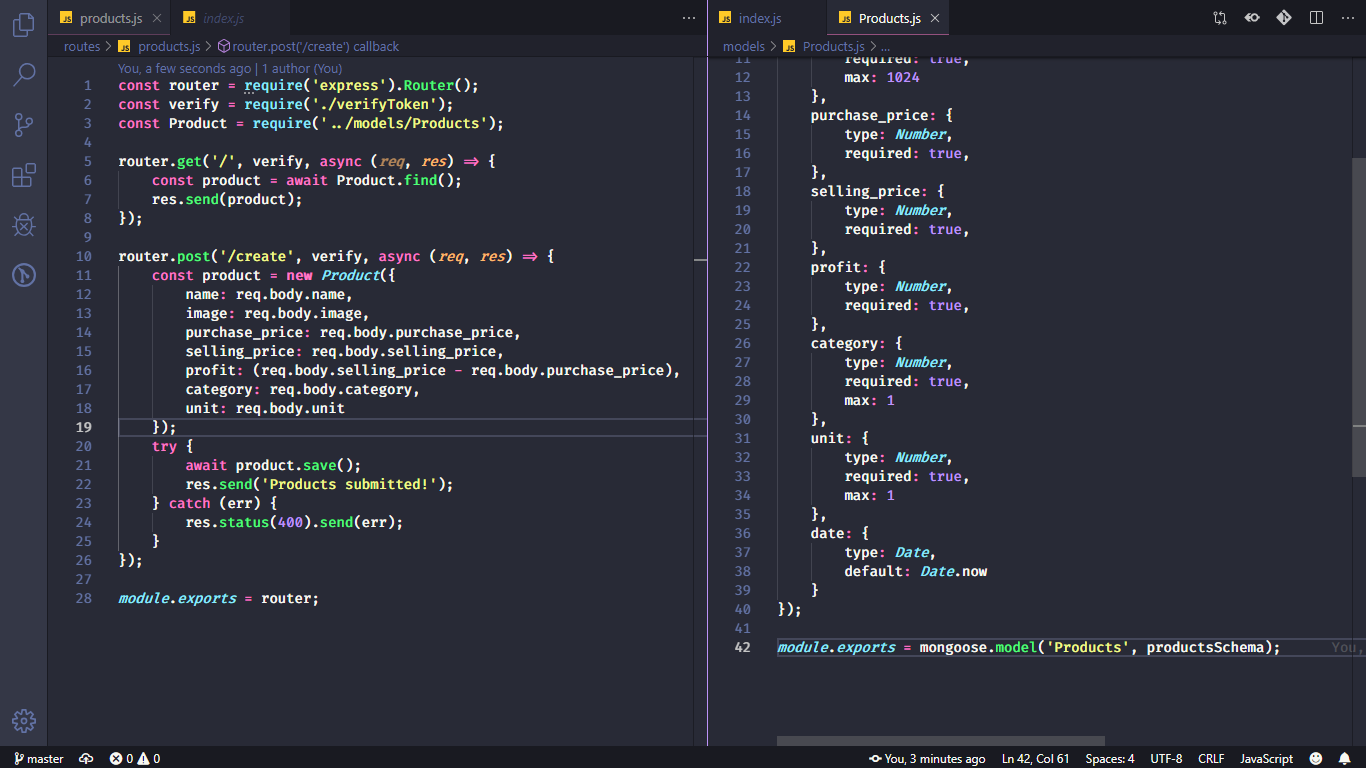 JS products.js ×
JS index.js
...
routes > JS products.js > router.post('/create') callback
You, a few seconds ago | 1 author (You)
1 const router = require('express').Router();
2 const verify = require('./verifyToken');
3 const Product = require('../models/Products');
4
5 router.get('/', verify, async (req, res) => {
6 const product = await Product.find();
7 res.send(product);
8 });
9
10 router.post('/create', verify, async (req, res) => {
11 const product = new Product({
12 name: req.body.name,
13 image: req.body.image,
14 purchase_price: req.body.purchase_price,
15 selling_price: req.body.selling_price,
16 profit: (req.body.selling_price - req.body.purchase_price),
17 category: req.body.category,
18 unit: req.body.unit
19 });
20 try {
21 await product.save();
22 res.send('Products submitted!');
23 } catch (err) {
24 res.status(400).send(err);
25 }
26 });
27
28 module.exports = router;
JS index.js
JS Products.js ×
...
models > JS Products.js > ...
11 required: true,
12 max: 1024
13 },
14 purchase_price: {
15 type: Number,
16 required: true,
17 },
18 selling_price: {
19 type: Number,
20 required: true,
21 },
22 profit: {
23 type: Number,
24 required: true,
25 },
26 category: {
27 type: Number,
28 required: true,
29 max: 1
30 },
31 unit: {
32 type: Number,
33 required: true,
34 max: 1
35 },
36 date: {
37 type: Date,
38 default: Date.now
39 }
40 });
41
42 module.exports = mongoose.model('Products', productsSchema); You,
master 0 0 You, 3 minutes ago Ln 42, Col 61 Spaces: 4 UTF-8 CRLF JavaScript